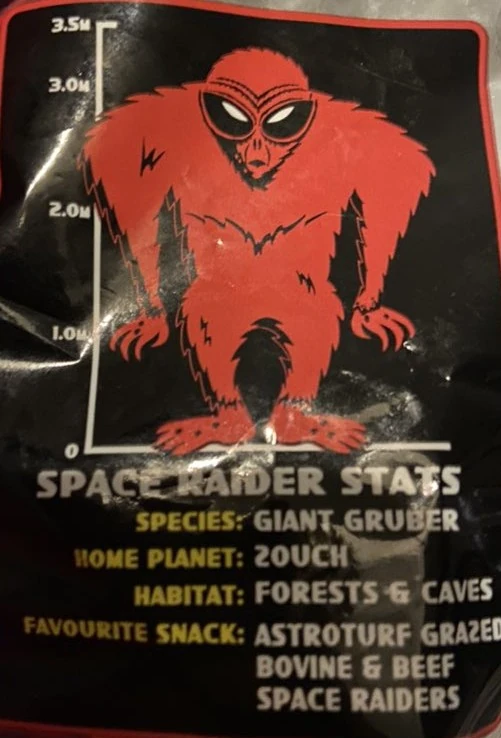 3.5M
3.0M
2.0M
1.0M
0
SPACE RAIDER STATS
SPECIES: GIANT GRUBER
HOME PLANET: ZOUCH
HABITAT: FORESTS & CAVES
FAVOURITE SNACK: ASTROTURF GRAZED
BOVINE & BEEF
SPACE RAIDERS